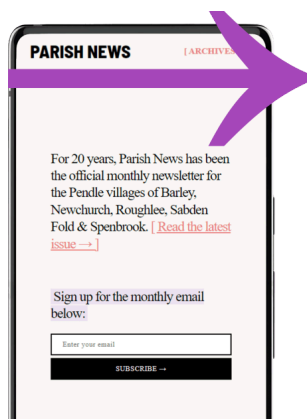 PARISH NEWS [ ARCHIVES
For 20 years, Parish News has been
the official monthly newsletter for
the Pendle villages of Barley,
Newchurch, Roughlee, Sabden
Fold & Spenbrook. [ Read the latest
issue → ]
Sign up for the monthly email
below:
Enter your email
SUBSCRIBE →